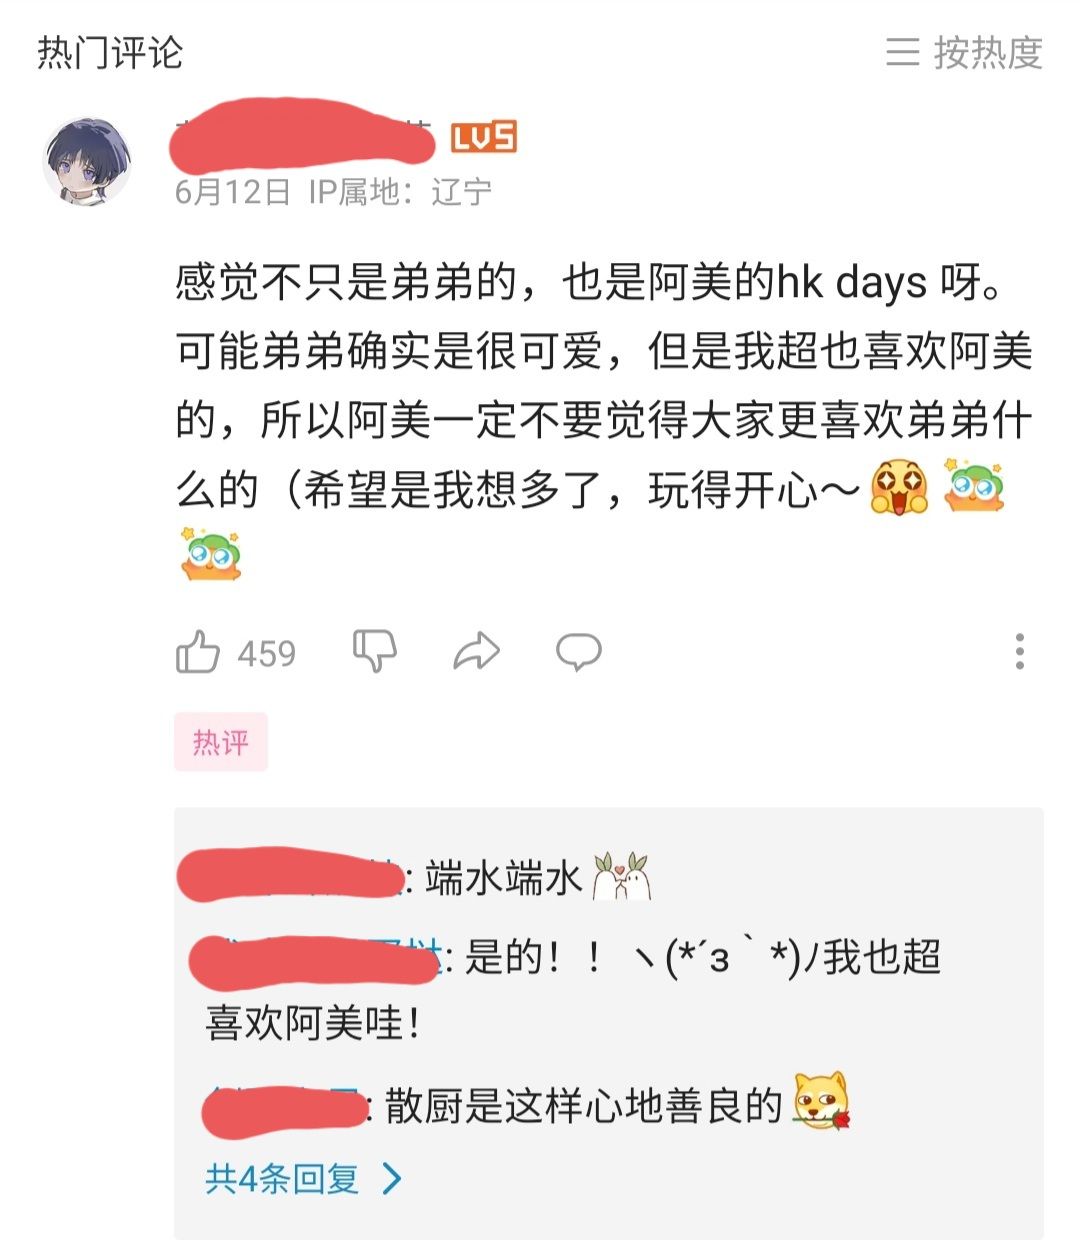 热门评论
按热度
LV5
6月12日 IP属地：辽宁
感觉不只是弟弟的，也是阿美的hk days 呀。
可能弟弟确实是很可爱，但是我超也喜欢阿美
的，所以阿美一定不要觉得大家更喜欢弟弟什
么的（希望是我想多了，玩得开心～
459
热评
: 端水端水
: 是的！！ヽ(*´з｀*)ﾉ我也超
喜欢阿美哇！
: 散厨是这样心地善良的
共4条回复